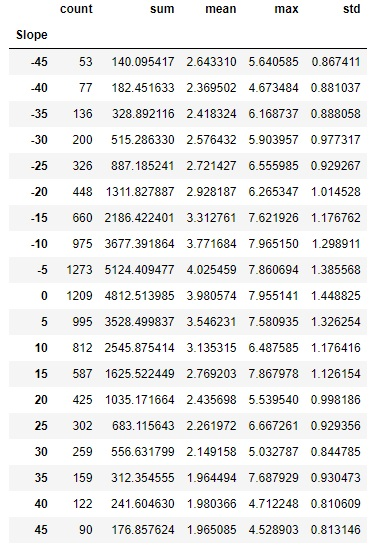 count sum mean max std
Slope
-45 53 140.095417 2.643310 5.640585 0.867411
-40 77 182.451633 2.369502 4.673484 0.881037
-35 136 328.892116 2.418324 6.168737 0.888058
-30 200 515.286330 2.576432 5.903957 0.977317
-25 326 887.185241 2.721427 6.555985 0.929267
-20 448 1311.827887 2.928187 6.265347 1.014528
-15 660 2186.422401 3.312761 7.621926 1.176762
-10 975 3677.391864 3.771684 7.965150 1.298911
-5 1273 5124.409477 4.025459 7.860694 1.385568
0 1209 4812.513985 3.980574 7.955141 1.448825
5 995 3528.499837 3.546231 7.580935 1.326254
10 812 2545.875414 3.135315 6.487585 1.176416
15 587 1625.522449 2.769203 7.867978 1.126154
20 425 1035.171664 2.435698 5.539540 0.998186
25 302 683.115643 2.261972 6.667261 0.929356
30 259 556.631799 2.149158 5.032787 0.844785
35 159 312.354555 1.964494 7.687929 0.930473
40 122 241.604630 1.980366 4.712248 0.810609
45 90 176.857624 1.965085 4.528903 0.813146